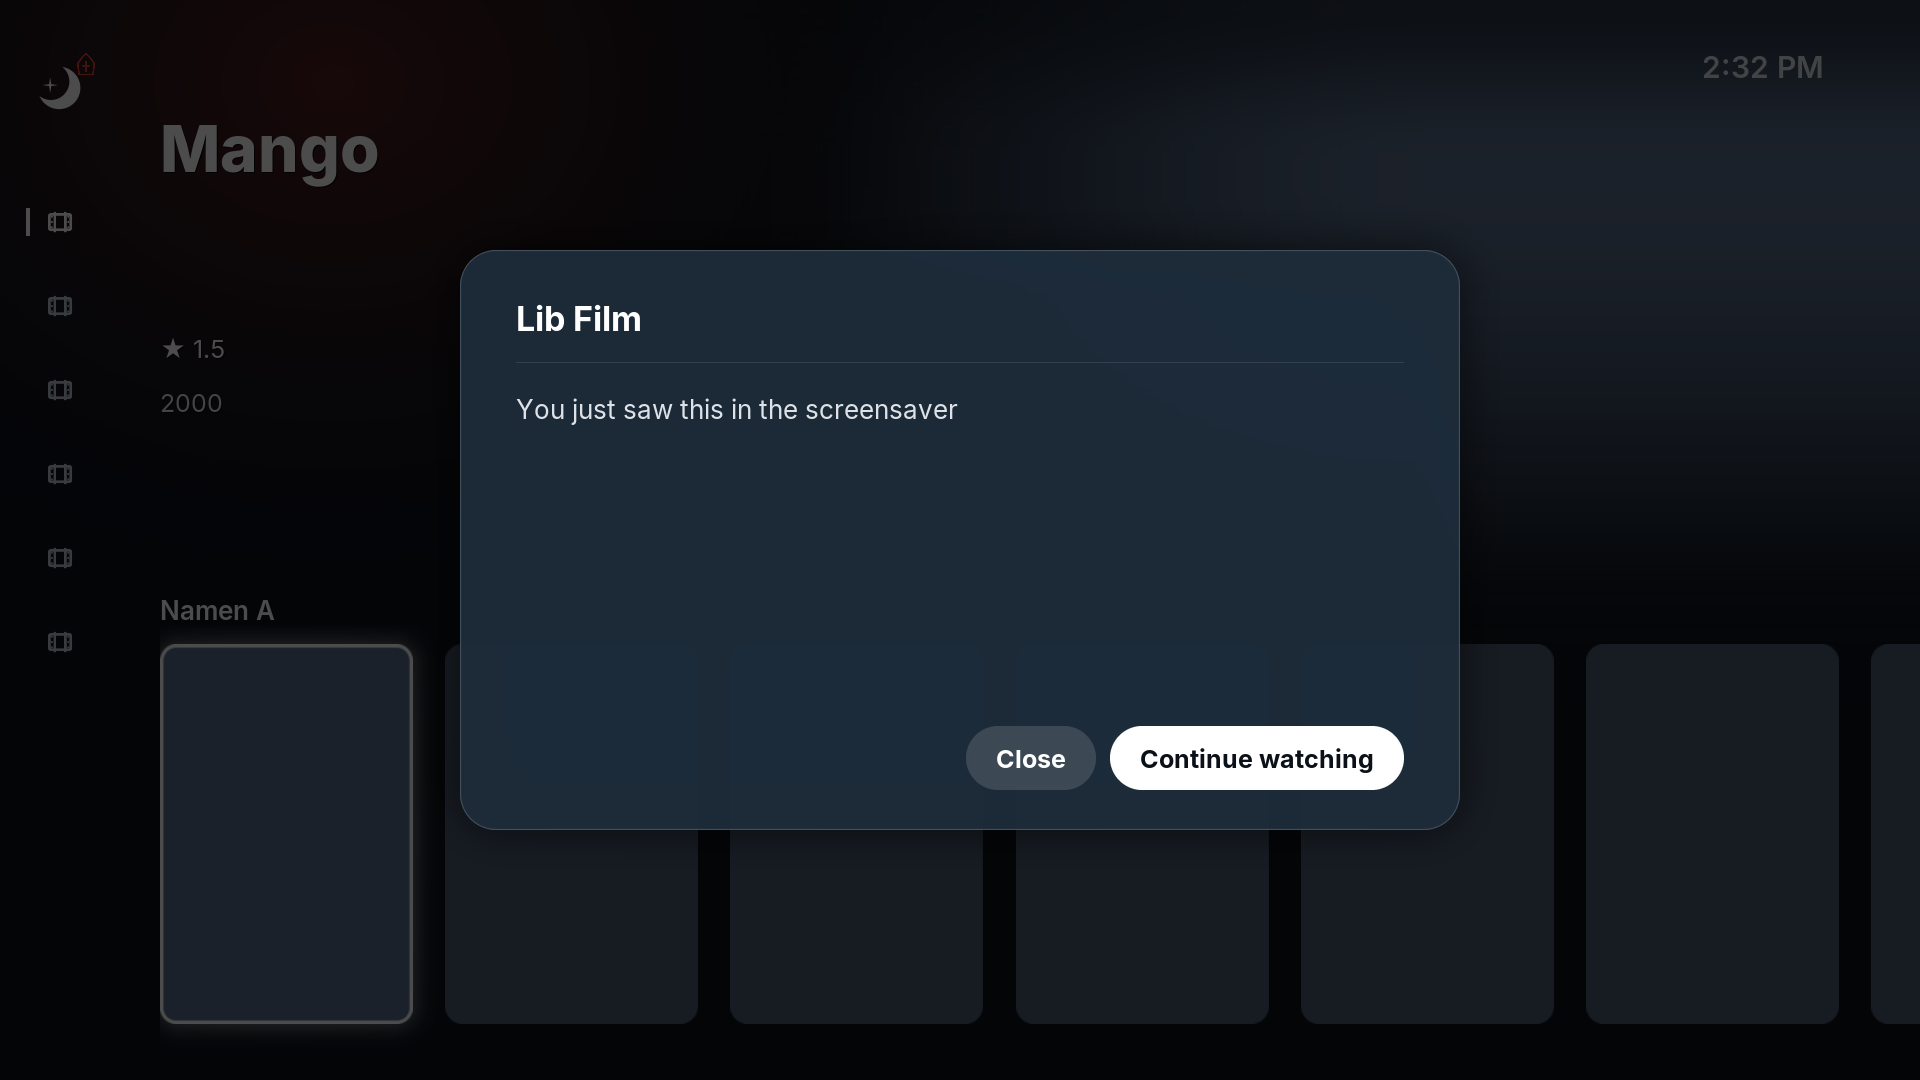 2:32 PM
Mango
★ 1.5
2000
Lib Film
You just saw this in the screensaver
Close
Continue watching
Namen A